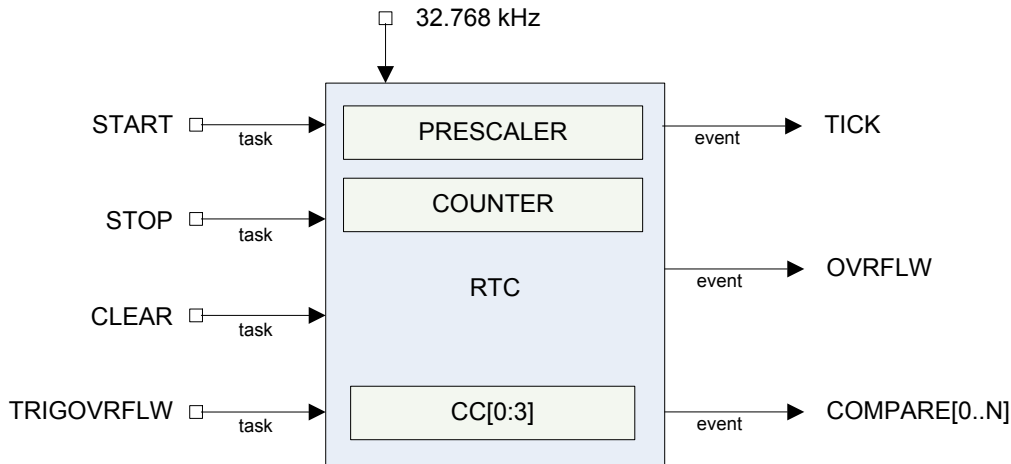 32.768 kHz
START
task
PRESCALER
event
TICK
STOP
task
COUNTER
RTC
event
OVRFLW
CLEAR
task
TRIGOVRFLW
task
CC[0:3]
event
COMPARE[0..N]